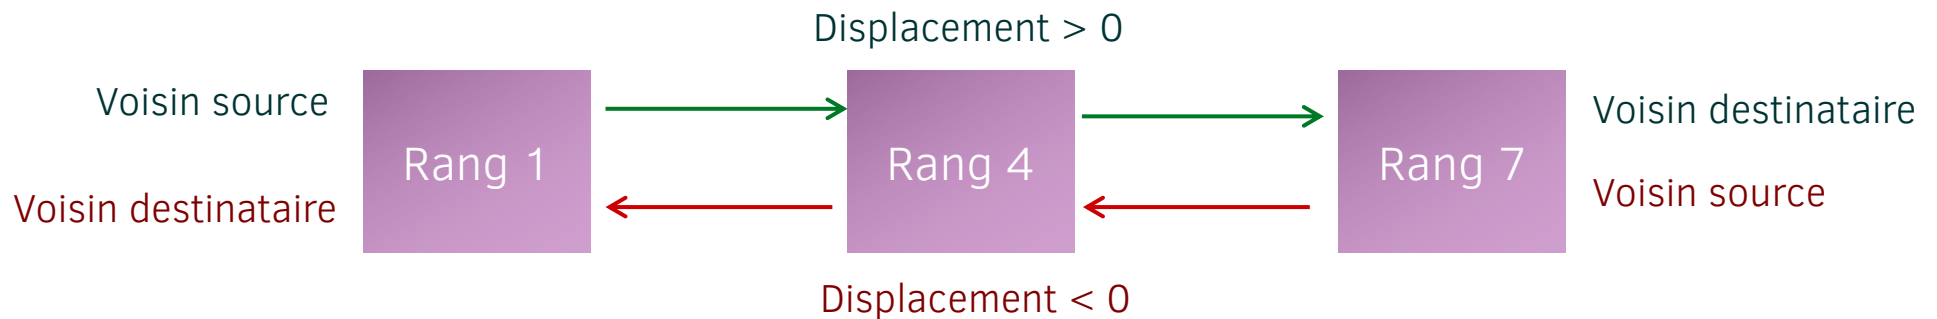 Displacement > 0
Voisin source
Voisin destinataire
Rang 1
Rang 4
Rang 7
Voisin destinataire
Voisin source
Displacement < 0